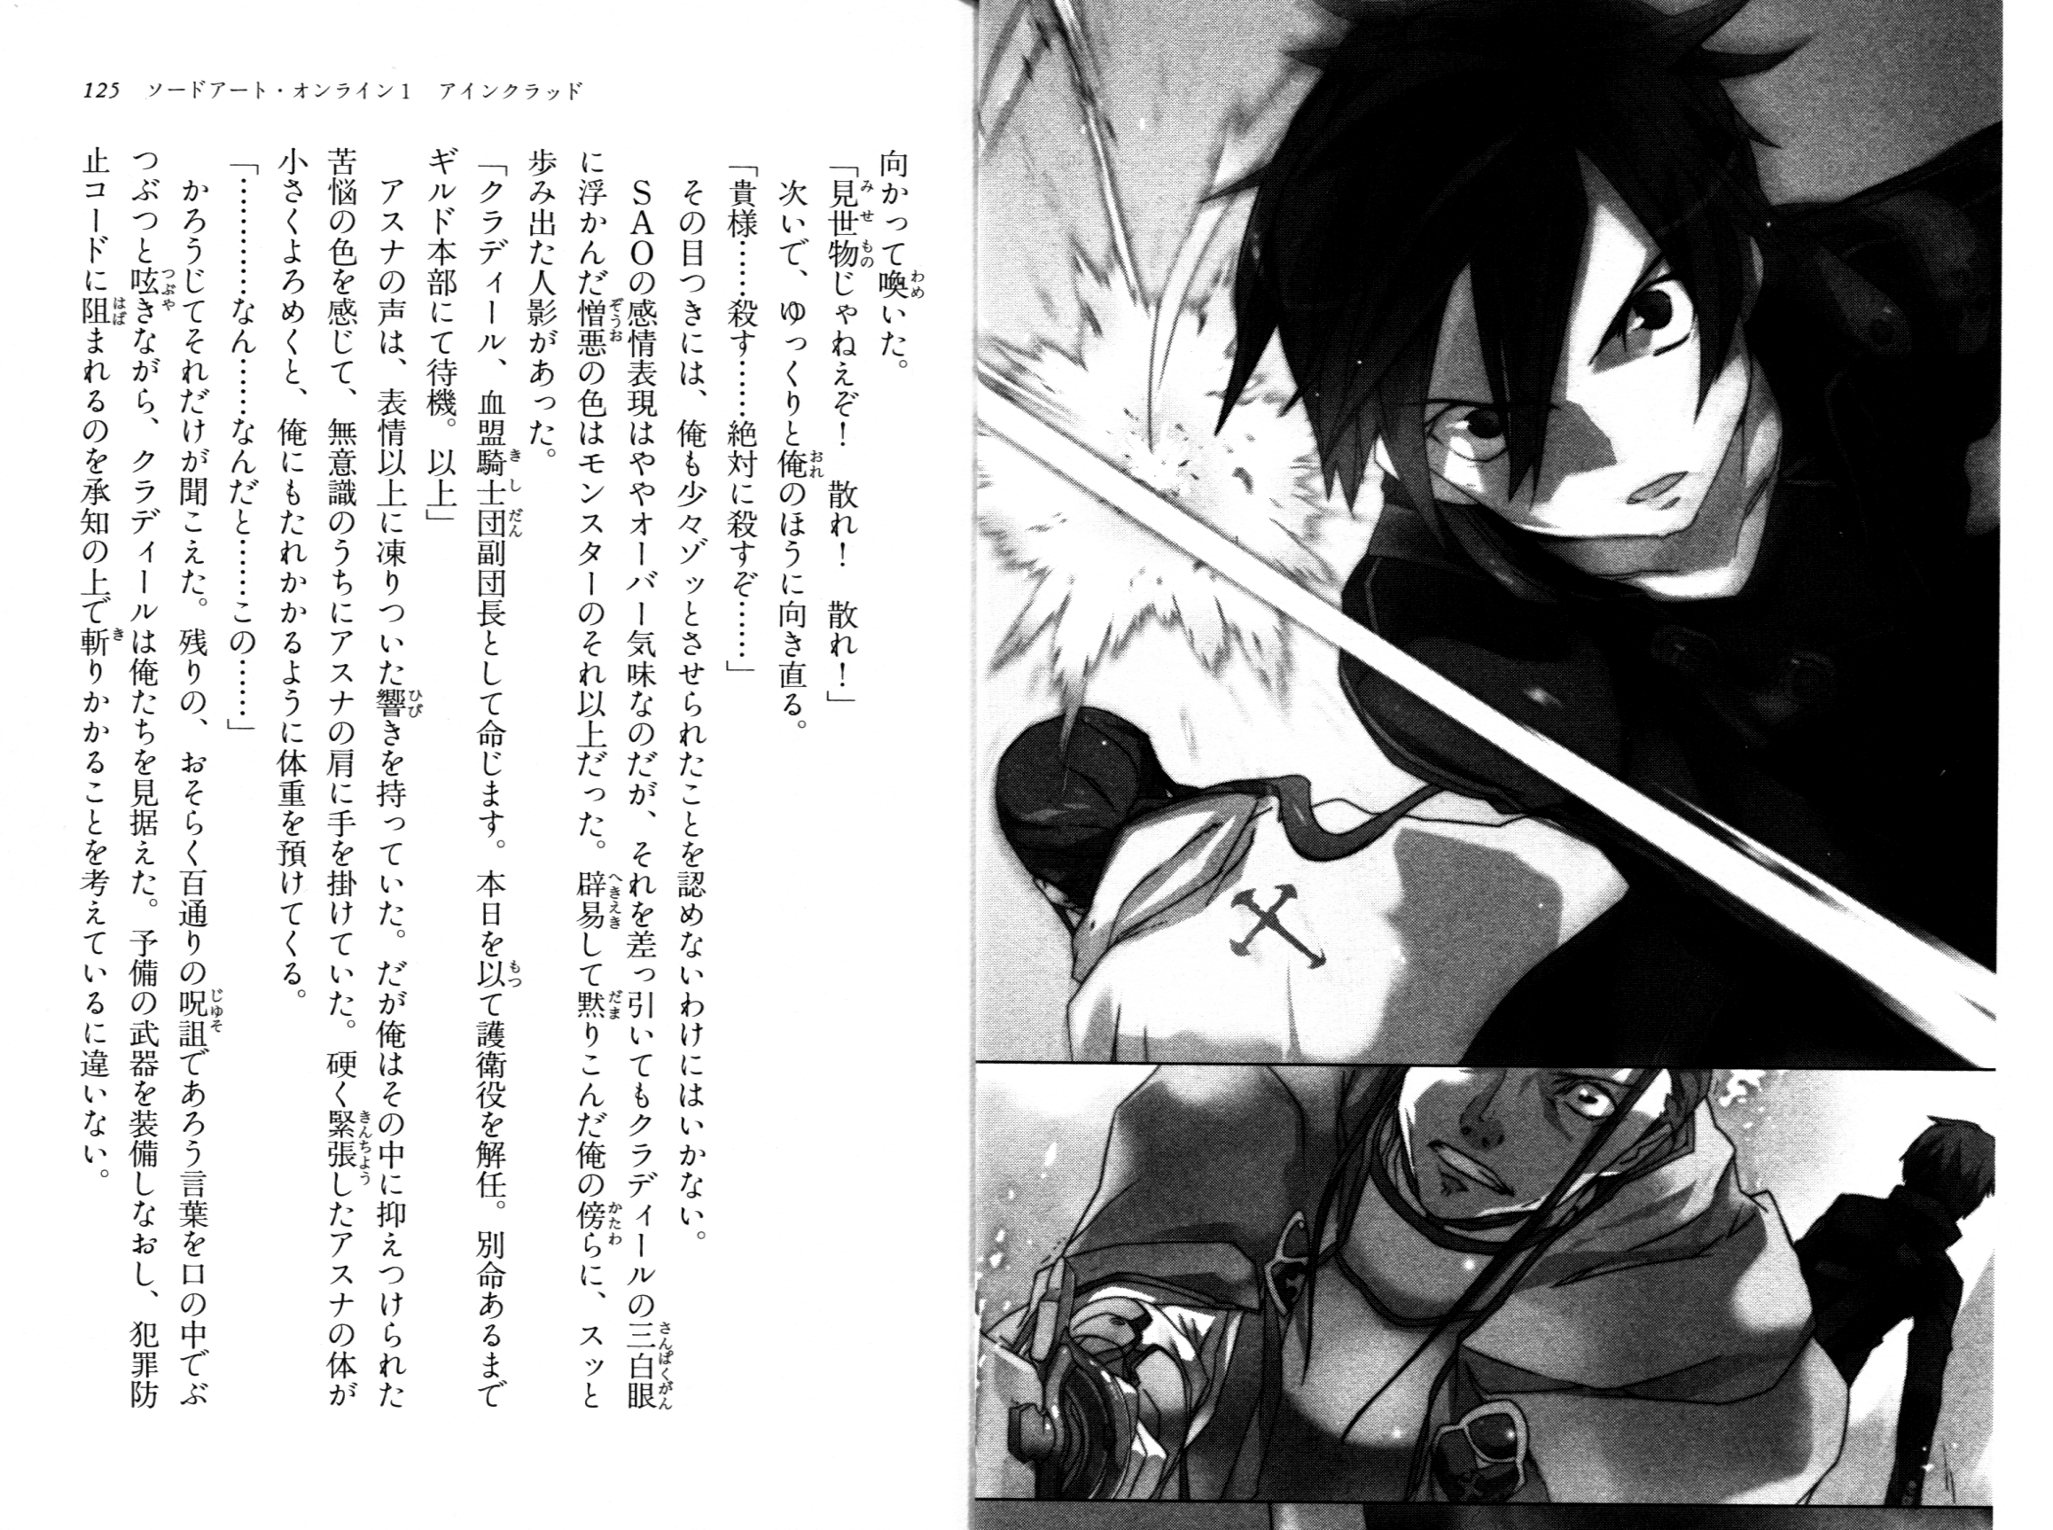 125　ソードアート・オンライン1　アインクラッド
向かって喚いた。
「見世物じゃねえぞ！　散れ！　散れ！」
次いで、ゆっくりと俺のほうに向き直る。
「貴様……殺す……絶対に殺すぞ……」
その目つきには、俺も少々ゾッとさせられたことを認めないわけにはいかない。
SAOの感情表現はややオーバー気味なのだが、それを差っ引いてもクラディールの三白眼
に浮かんだ憎悪の色はモンスターのそれ以上だった。辟易して黙りこんだ俺の傍らに、スッと
歩み出た人影があった。
「クラディール、血盟騎士団副団長として命じます。本日を以て護衛役を解任。別命あるまで
ギルド本部にて待機。以上」
アスナの声は、表情以上に凍りついた響きを持っていた。だが俺はその中に抑えつけられた
苦悩の色を感じて、無意識のうちにアスナの肩に手を掛けていた。硬く緊張したアスナの体が
小さくよろめくと、俺にもたれかかるように体重を預けてくる。
「…………なん……なんだと……この……」
かろうじてそれだけが聞こえた。残りの、おそらく百通りの呪詛であろう言葉を口の中でぶ
つぶつと呟きながら、クラディールは俺たちを見据えた。予備の武器を装備しなおし、犯罪防
止コードに阻まれるのを承知の上で斬りかかることを考えているに違いない。